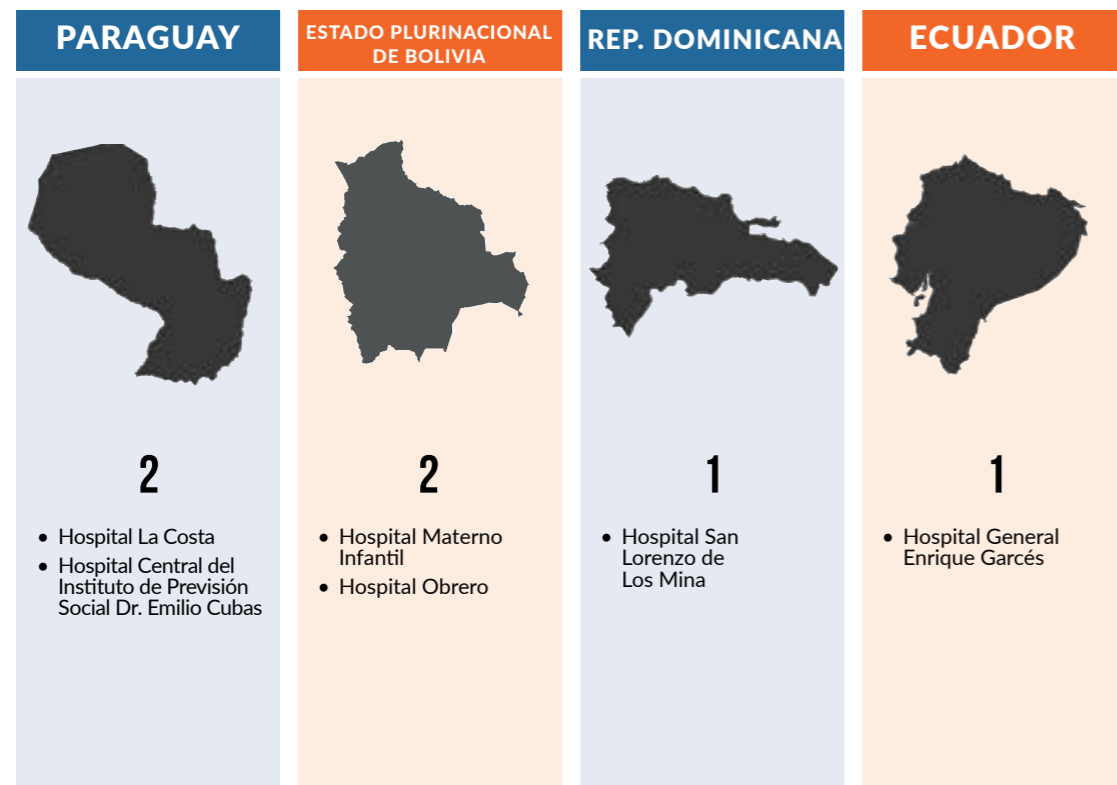 PARAGUAY
2
• Hospital La Costa
• Hospital Central del
Instituto de Previsión
Social Dr. Emilio Cubas
ESTADO PLURINACIONAL
DE BOLIVIA
2
• Hospital Materno
Infantil
• Hospital Obrero
REP. DOMINICANA
1
• Hospital San
Lorenzo de
Los Mina
ECUADOR
1
• Hospital General
Enrique Garcés